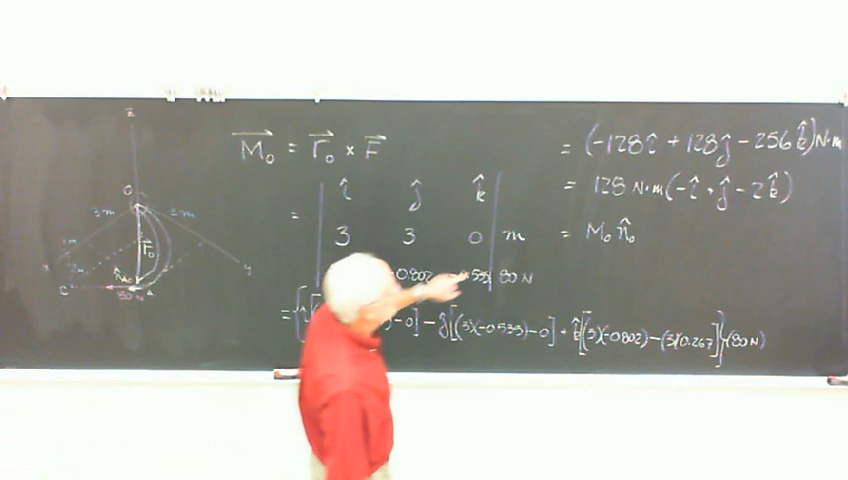 z
O
3 m
3 m
y
C
A
80 N
M₀ = r₀ × F
î ĵ k̂
=
3 3 0 m
-0.802 80 N
-0] - ĵ[(3)(-0.535)-0] + k̂[(3)(-0.802)-(3)(0.267)]}(80 N)
= (-128î + 128ĵ - 256k̂) N·m
= 128 N·m(-î + ĵ - 2k̂)
= M₀ n̂₀